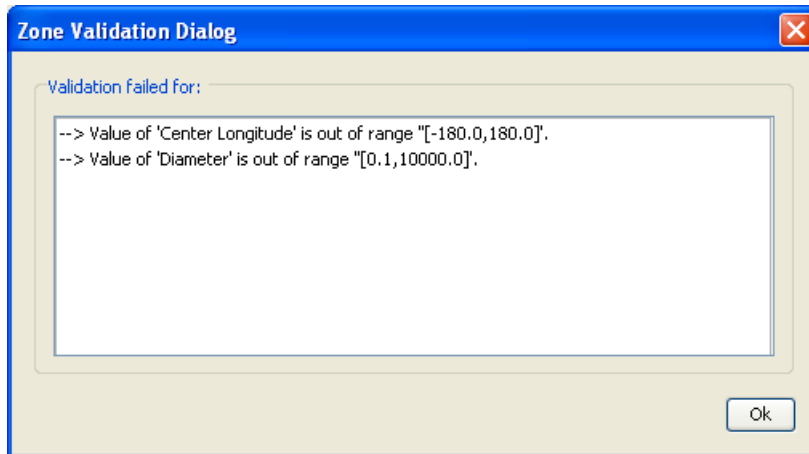 Zone Validation Dialog
Validation failed for:
--> Value of 'Center Longitude' is out of range "[-180.0,180.0]'.
--> Value of 'Diameter' is out of range "[0.1,10000.0]'.
Ok